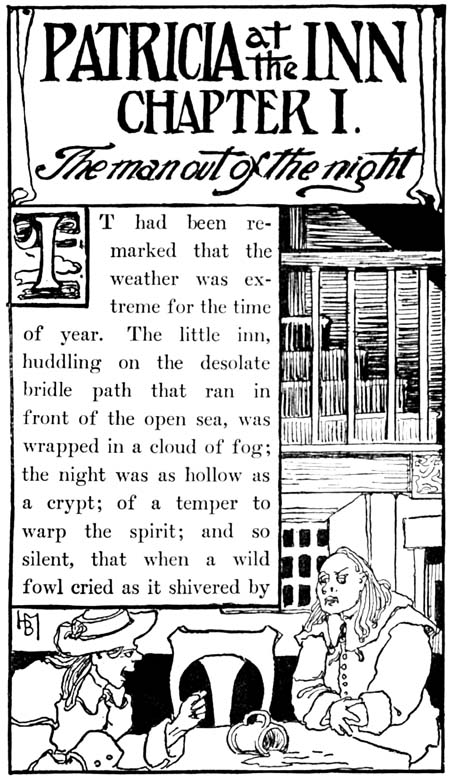 PATRICIA at the INN
CHAPTER I.
The man out of the night
IT had been re-
marked that the
weather was ex-
treme for the time
of year. The little inn,
huddling on the desolate
bridle path that ran in
front of the open sea, was
wrapped in a cloud of fog;
the night was as hollow as
a crypt; of a temper to
warp the spirit; and so
silent, that when a wild
fowl cried as it shivered by